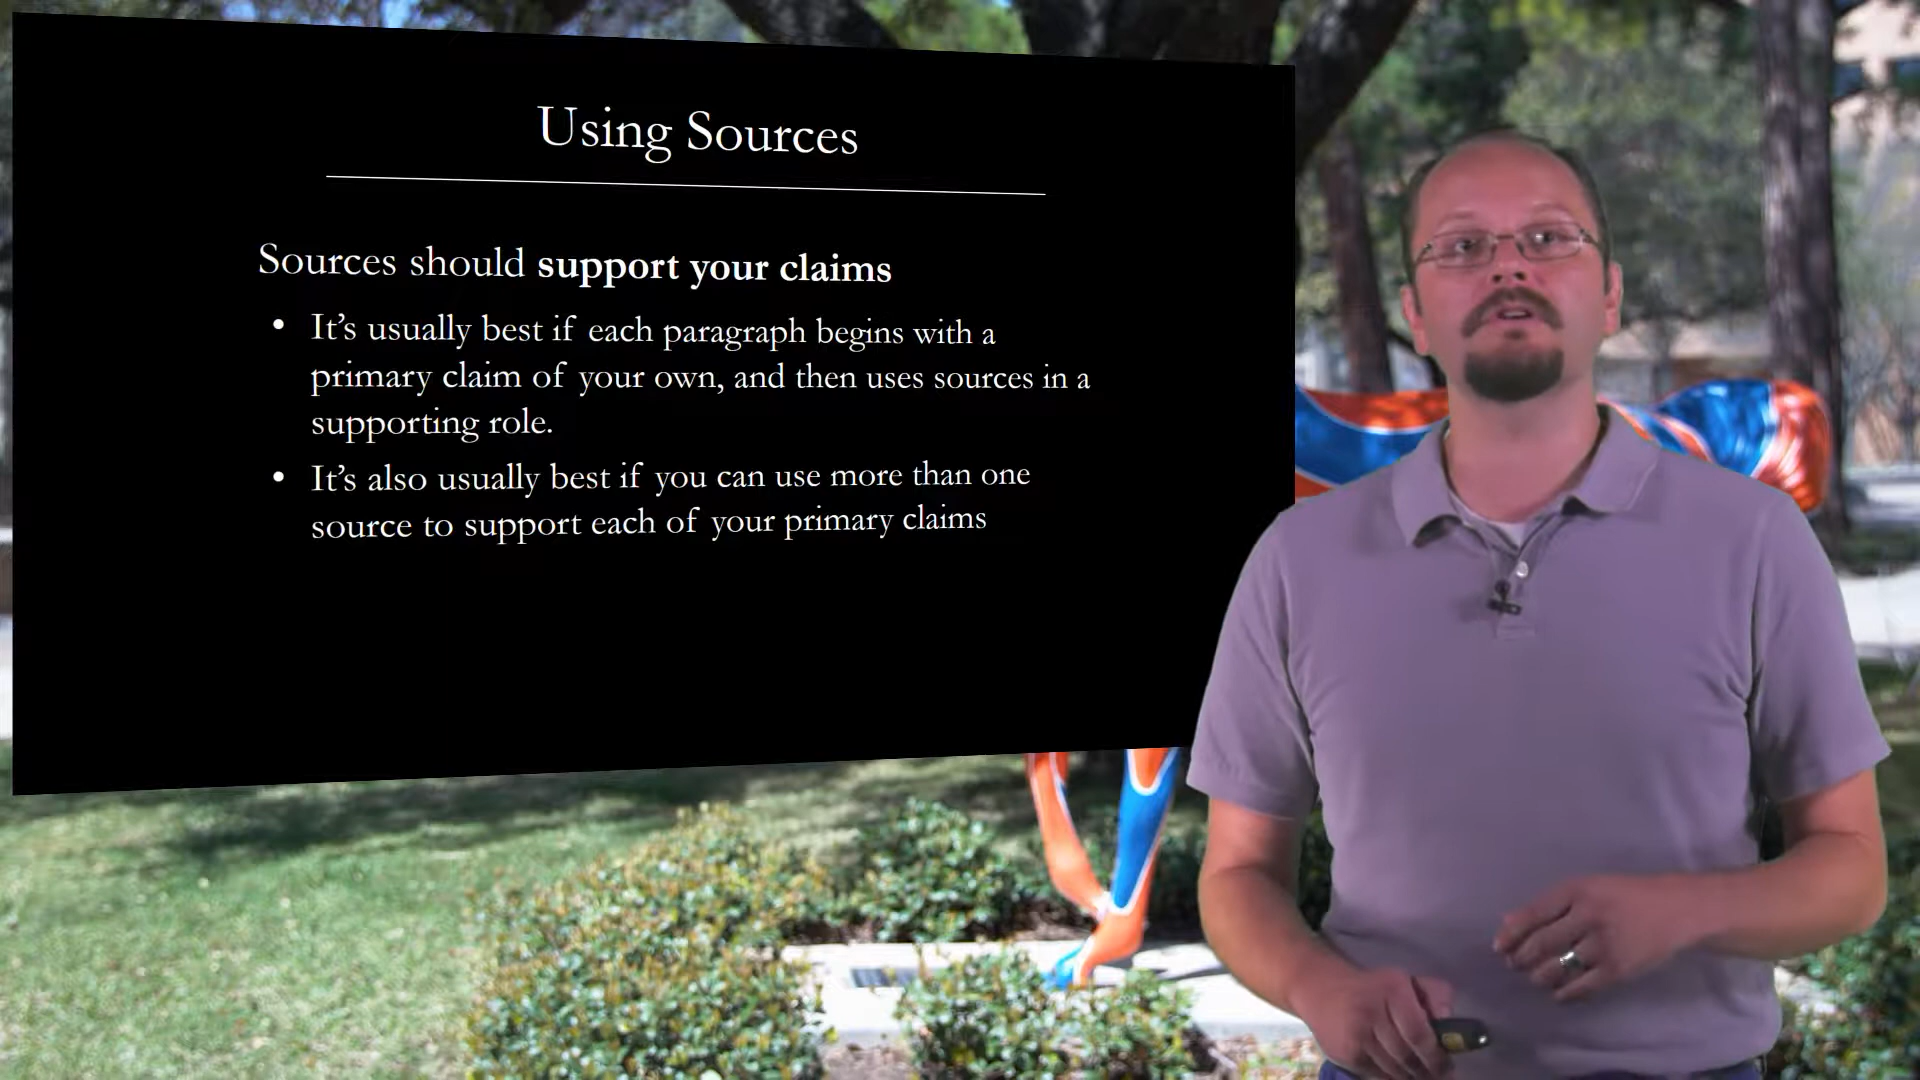 Using Sources
Sources should support your claims
• It’s usually best if each paragraph begins with a
primary claim of your own, and then uses sources in a
supporting role.
• It’s also usually best if you can use more than one
source to support each of your primary claims